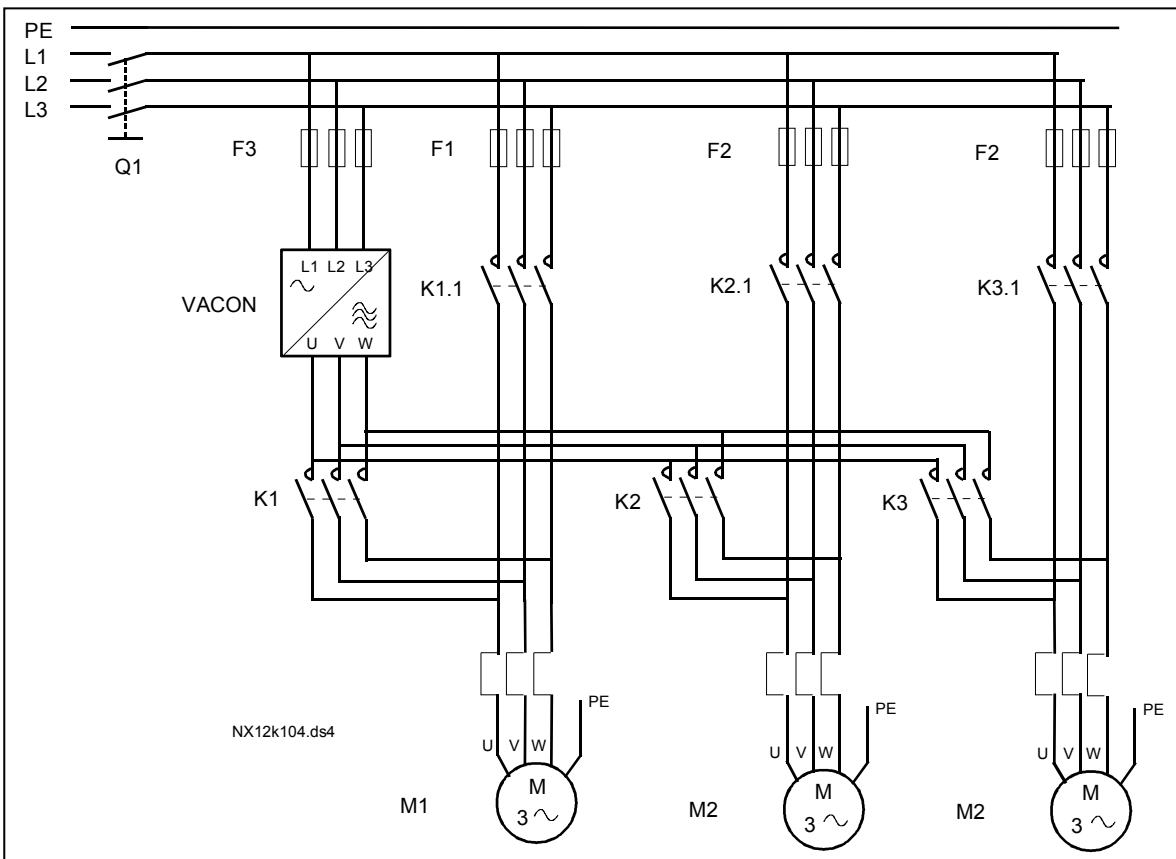 PE
L1
L2
L3
Q1
F3
F1
F2
F2
L1 L2 L3
VACON
U V W
K1.1
K2.1
K3.1
K1
K2
K3
NX12k104.ds4
PE
PE
PE
U V W
U V W
U V W
M
3
M
3
M
3
M1
M2
M2